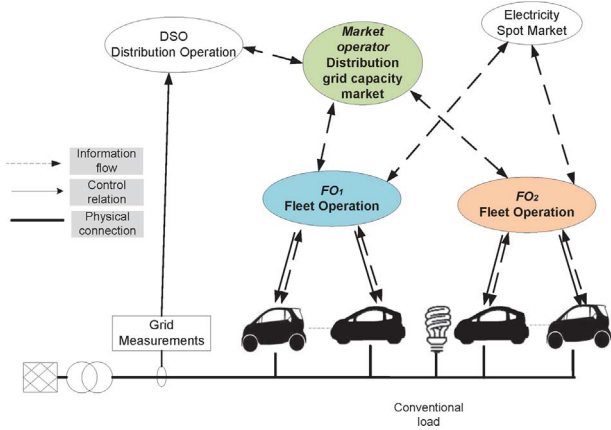 DSO
Distribution Operation
Market
operator
Distribution
grid capacity
market
Electricity
Spot Market
Information
flow
Control
relation
Physical
connection
FO1
Fleet Operation
FO2
Fleet Operation
Grid
Measurements
Conventional
load